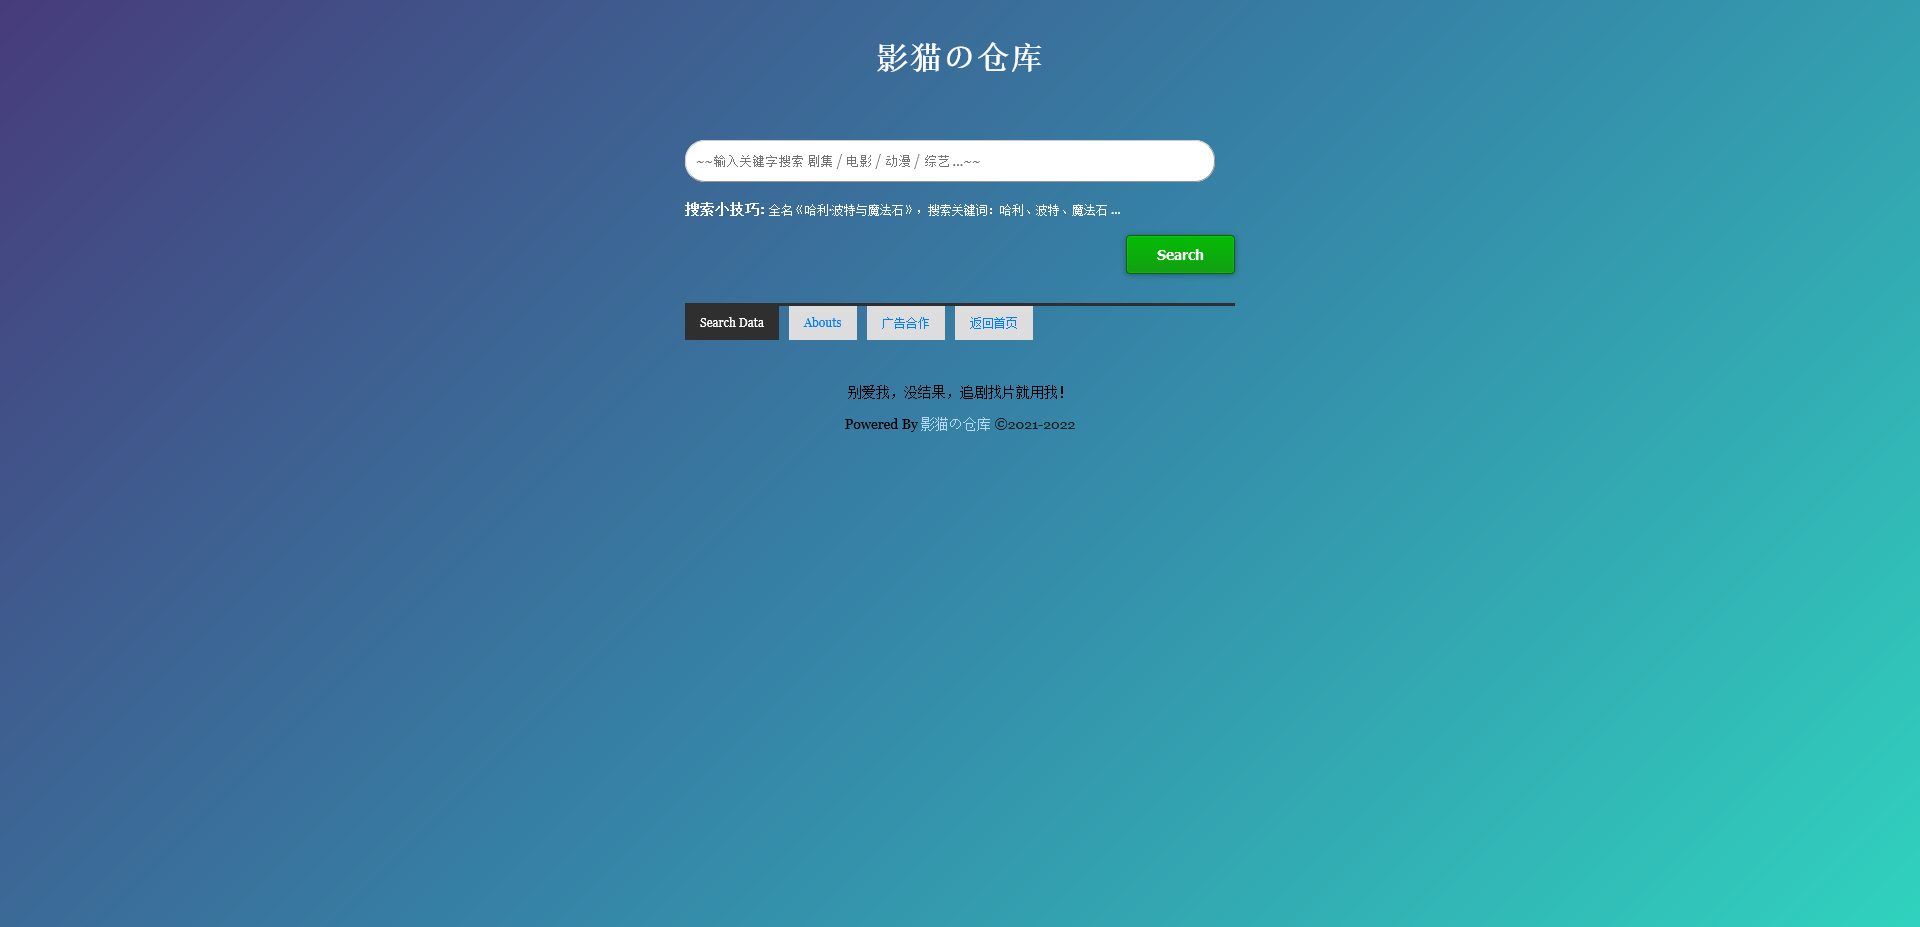 影猫の仓库
~~输入关键字搜索 剧集 / 电影 / 动漫 / 综艺 ...~~
搜索小技巧: 全名《哈利·波特与魔法石》，搜索关键词：哈利、波特、魔法石 ...
Search
Search Data Abouts 广告合作 返回首页
别爱我，没结果，追剧找片就用我！
Powered By 影猫の仓库 ©2021-2022